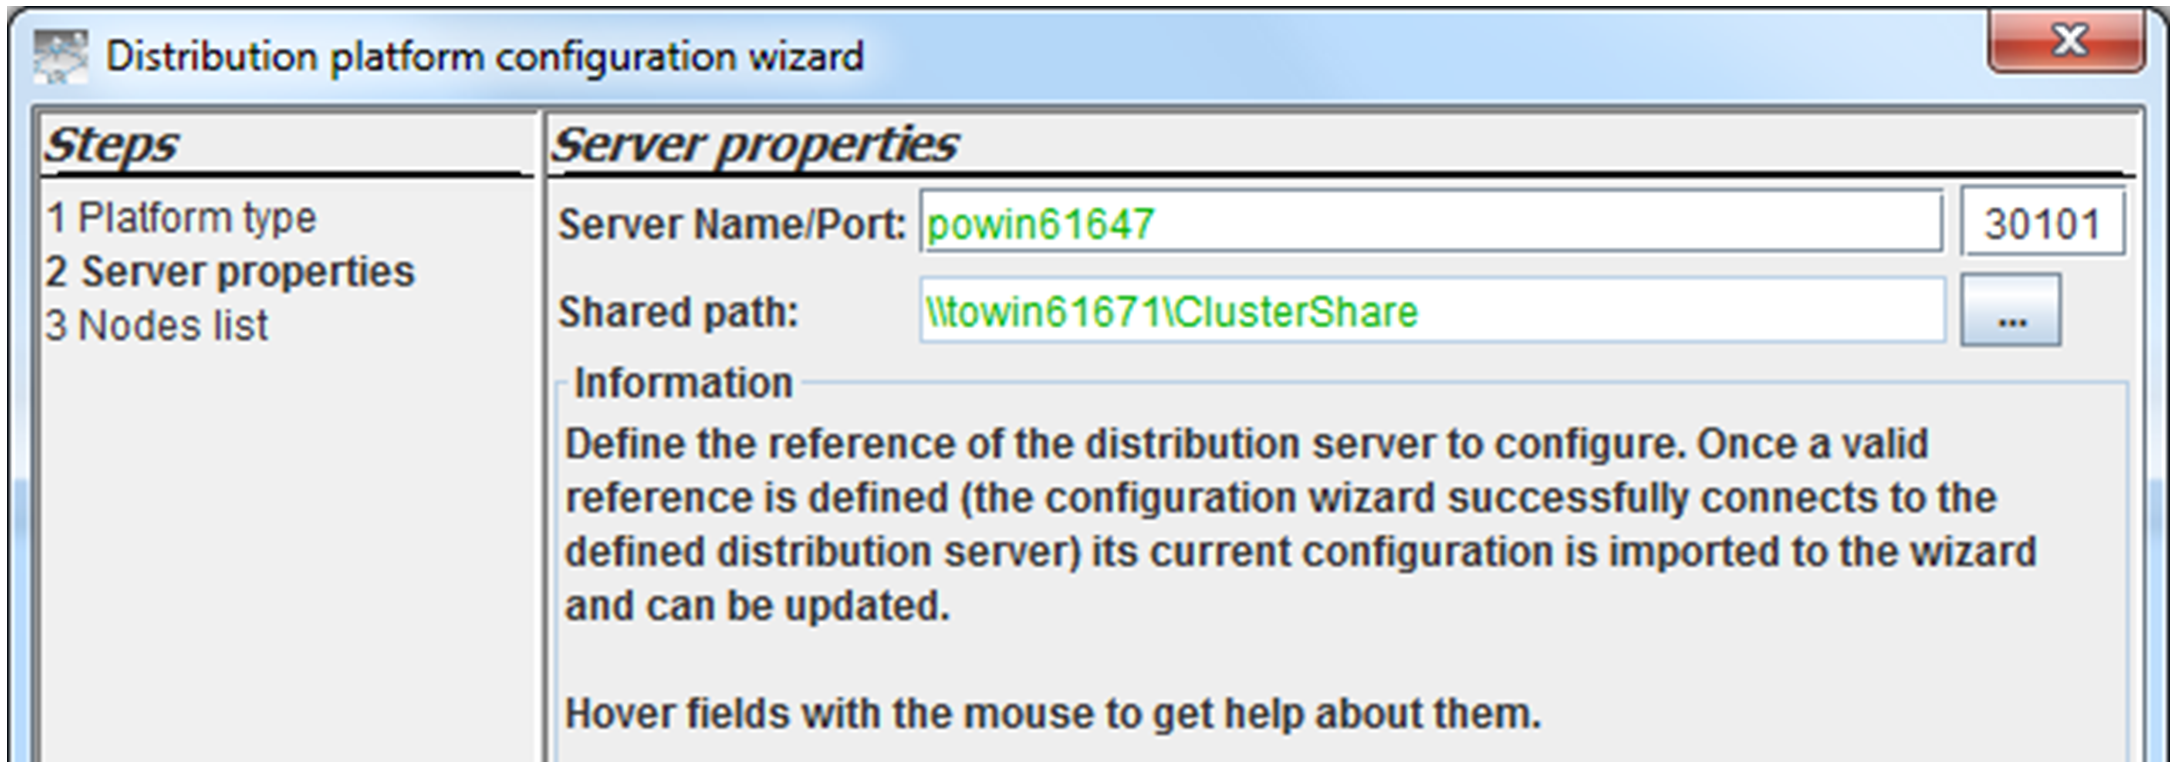 Distribution platform configuration wizard
Steps
1 Platform type
2 Server properties
3 Nodes list
Server properties
Server Name/Port: powin61647 30101
Shared path: \\towin61671\ClusterShare ...
Information
Define the reference of the distribution server to configure. Once a valid
reference is defined (the configuration wizard successfully connects to the
defined distribution server) its current configuration is imported to the wizard
and can be updated.
Hover fields with the mouse to get help about them.